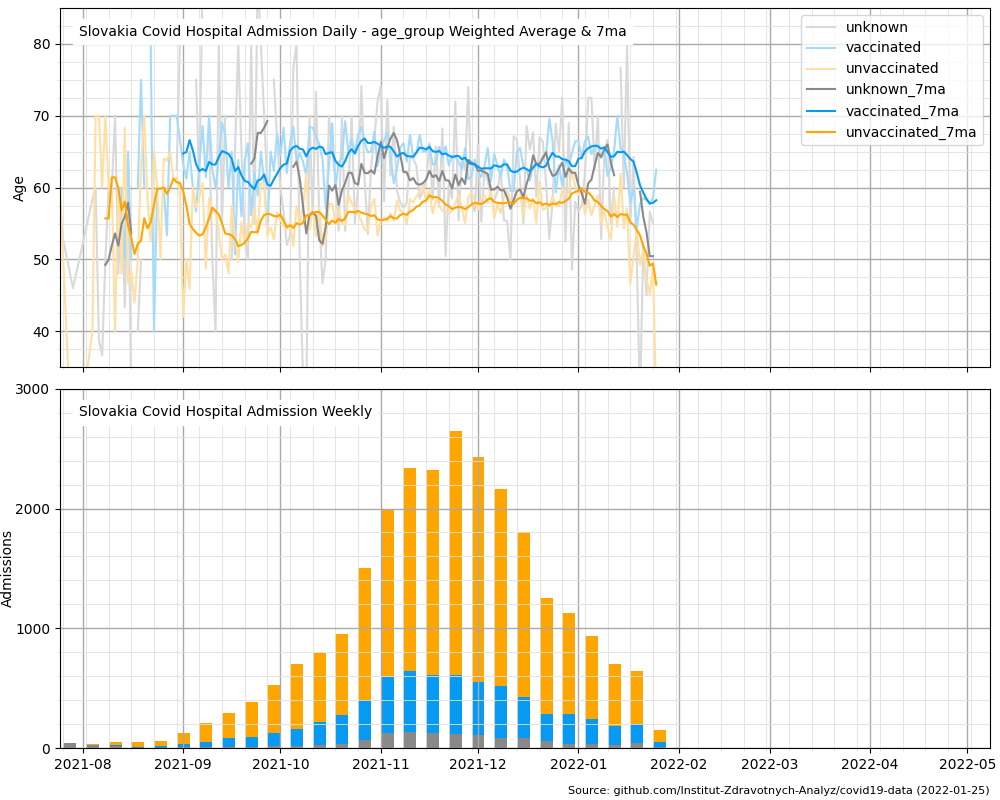 Slovakia Covid Hospital Admission Daily - age_group Weighted Average & 7ma
unknown
vaccinated
unvaccinated
unknown_7ma
vaccinated_7ma
unvaccinated_7ma
80
70
60
50
40
Age
Slovakia Covid Hospital Admission Weekly
3000
2000
1000
0
Admissions
2021-08 2021-09 2021-10 2021-11 2021-12 2022-01 2022-02 2022-03 2022-04 2022-05
Source: github.com/Institut-Zdravotnych-Analyz/covid19-data (2022-01-25)